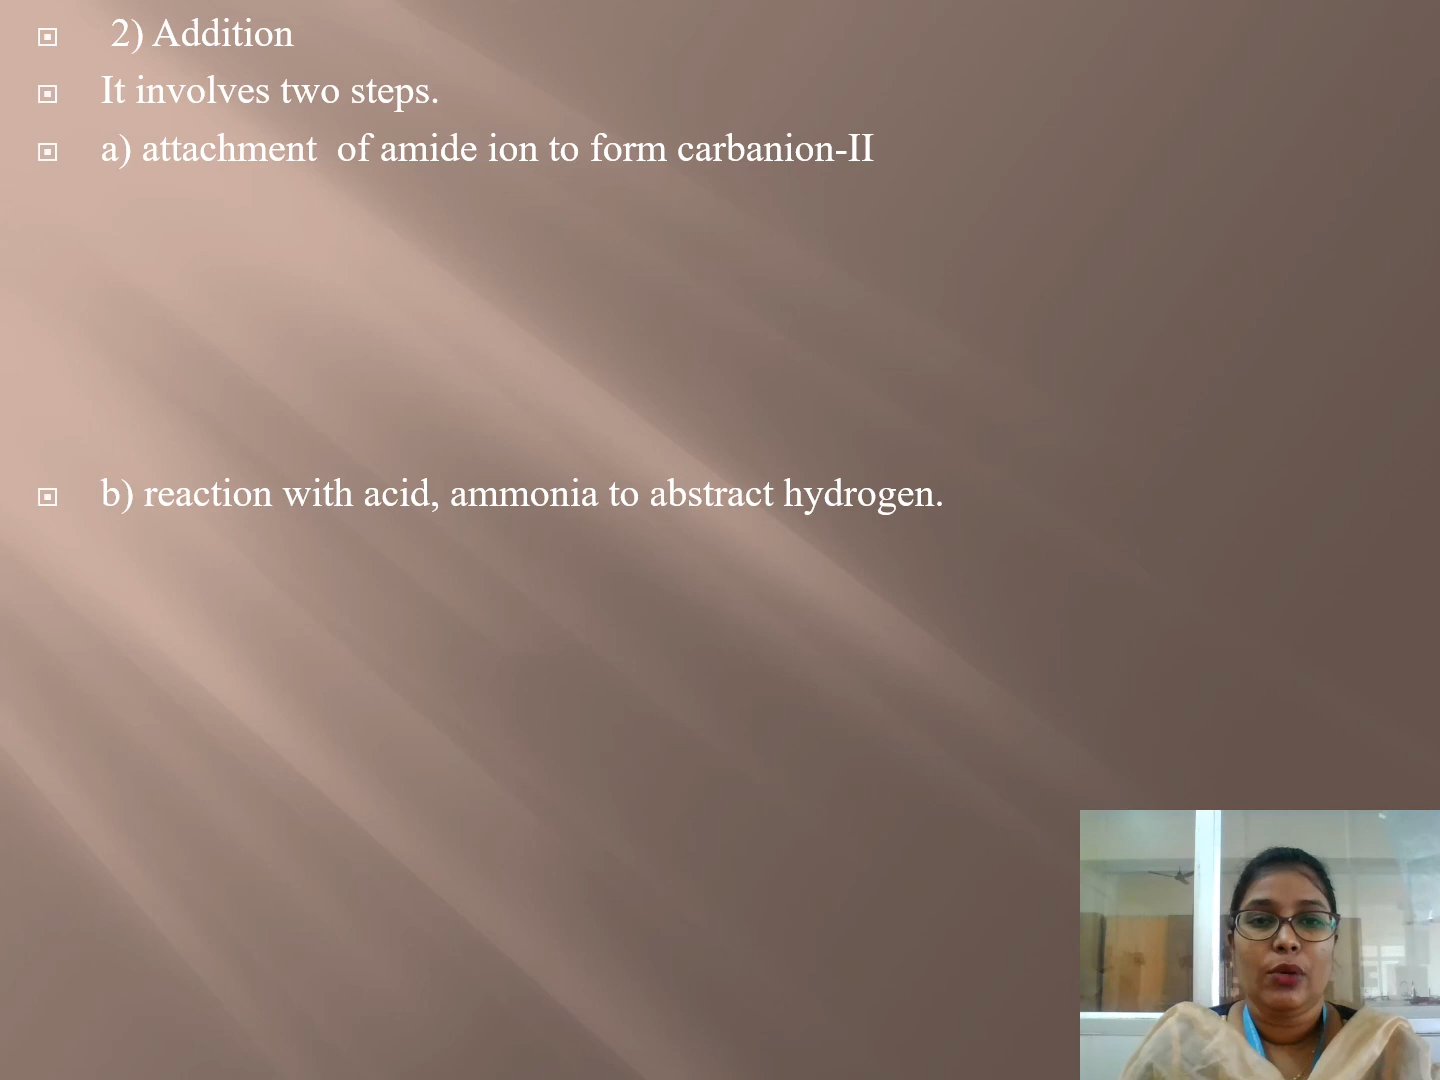 2) Addition
It involves two steps.
a) attachment  of amide ion to form carbanion-II
b) reaction with acid, ammonia to abstract hydrogen.